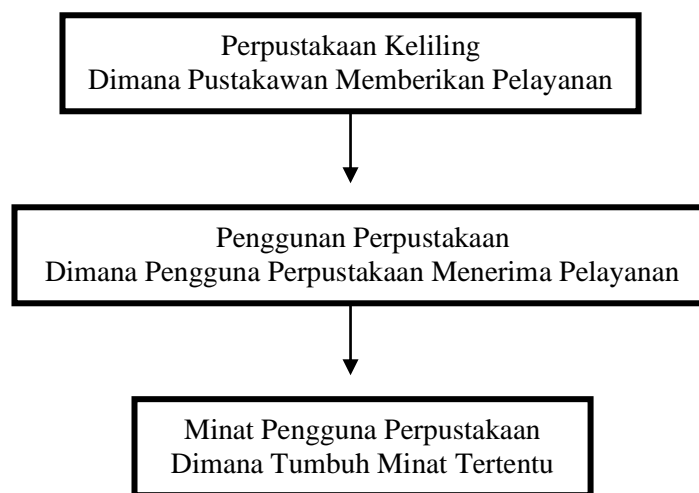 Perpustakaan Keliling
Dimana Pustakawan Memberikan Pelayanan
Penggunan Perpustakaan
Dimana Pengguna Perpustakaan Menerima Pelayanan
Minat Pengguna Perpustakaan
Dimana Tumbuh Minat Tertentu